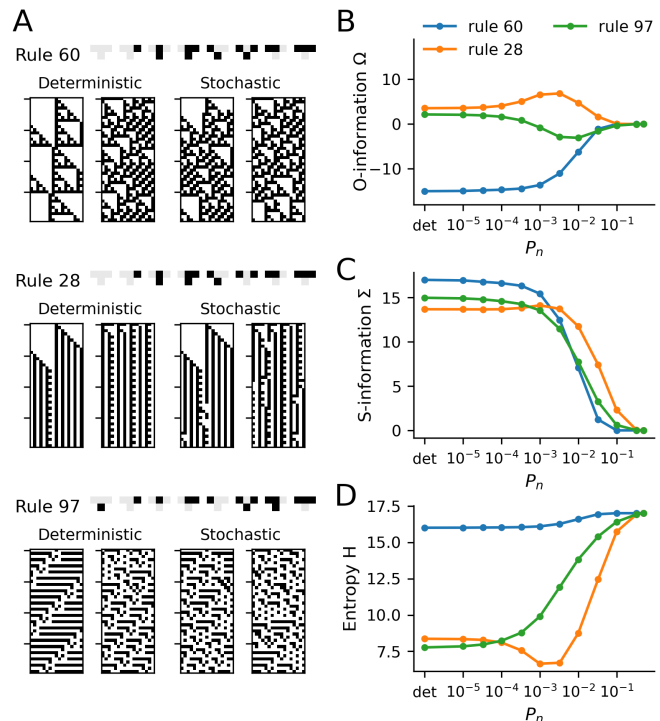 A
Rule 60
Deterministic Stochastic
Rule 28
Deterministic Stochastic
Rule 97
Deterministic Stochastic
B
rule 60 rule 97
rule 28
O-information Ω
10
0
−10
det 10⁻⁵ 10⁻⁴ 10⁻³ 10⁻² 10⁻¹
Pₙ
C
S-information Σ
15
10
5
0
det 10⁻⁵ 10⁻⁴ 10⁻³ 10⁻² 10⁻¹
Pₙ
D
Entropy H
17.5
15.0
12.5
10.0
7.5
det 10⁻⁵ 10⁻⁴ 10⁻³ 10⁻² 10⁻¹
Pₙ